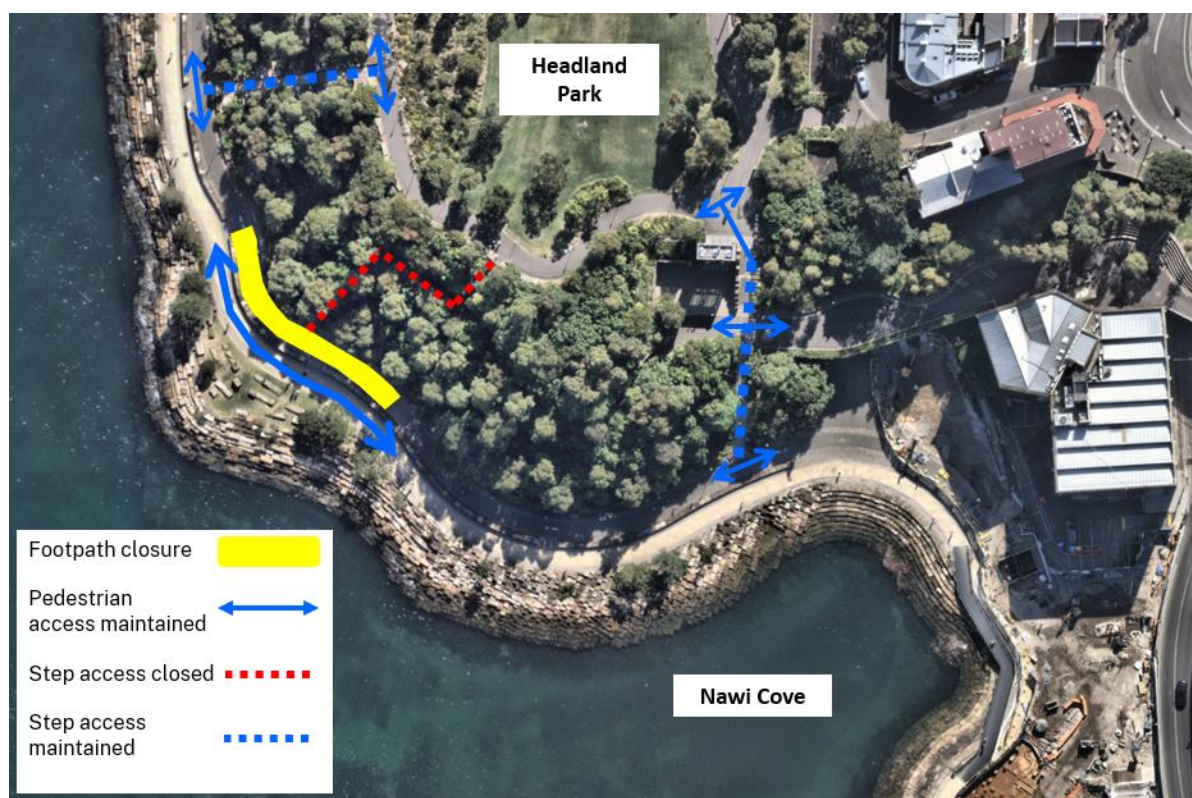 Headland
Park
Nawi Cove
Footpath closure
Pedestrian
access maintained
Step access closed
Step access
maintained